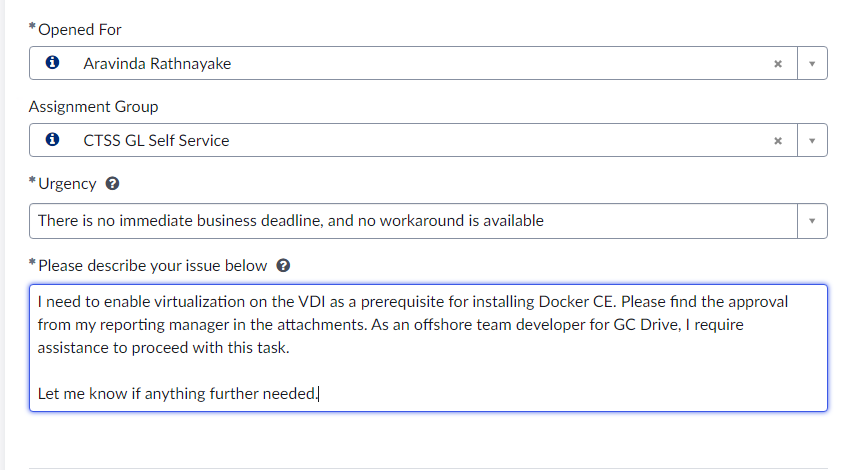 * Opened For
Aravinda Rathnayake
Assignment Group
CTSS GL Self Service
* Urgency
There is no immediate business deadline, and no workaround is available
* Please describe your issue below
I need to enable virtualization on the VDI as a prerequisite for installing Docker CE. Please find the approval
from my reporting manager in the attachments. As an offshore team developer for GC Drive, I require
assistance to proceed with this task.
Let me know if anything further needed.